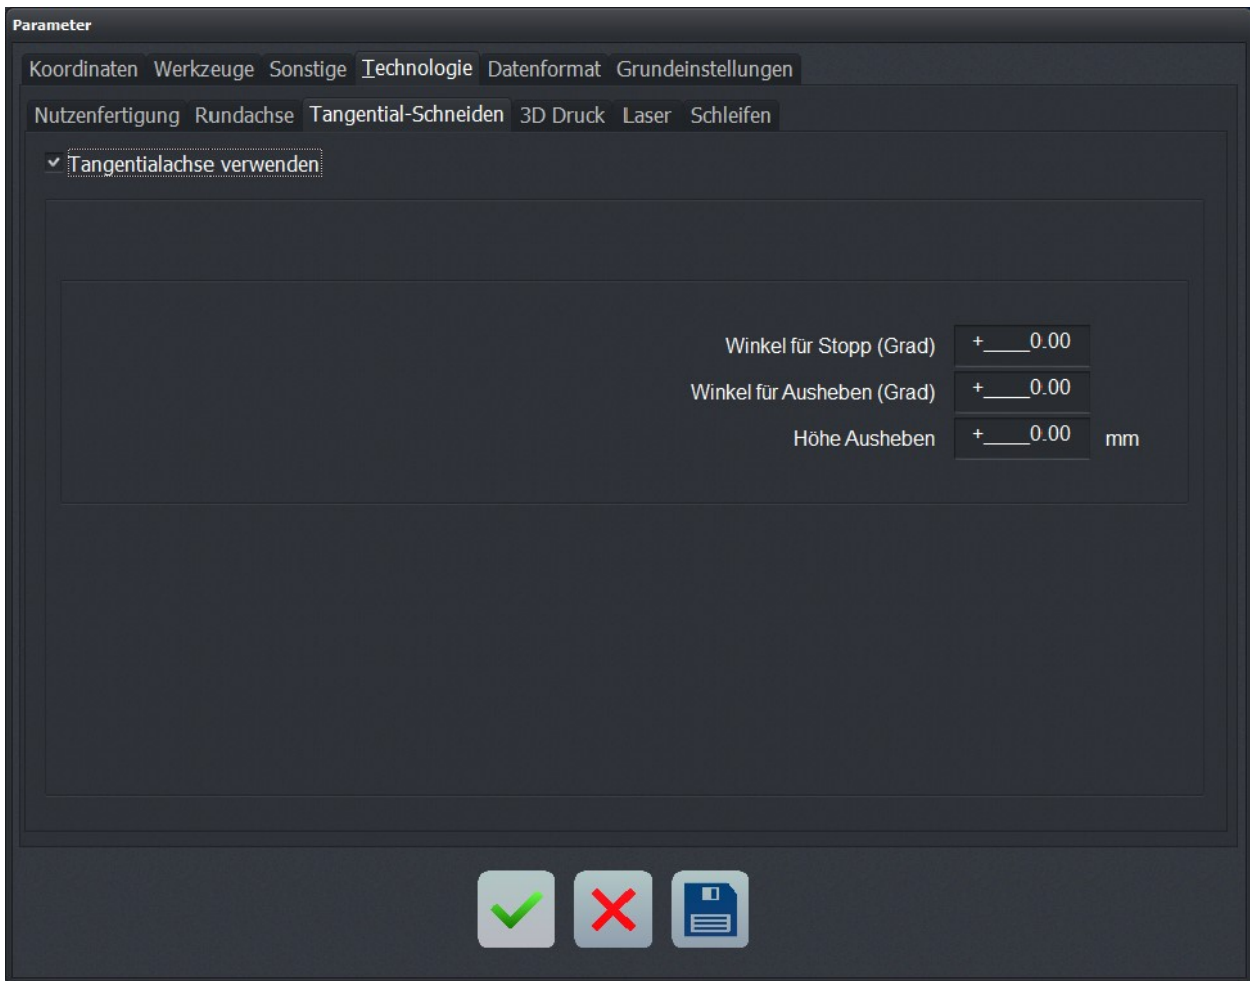 Parameter
Koordinaten Werkzeuge Sonstige Technologie Datenformat Grundeinstellungen
Nutzenfertigung Rundachse Tangential-Schneiden 3D Druck Laser Schleifen
Tangentialachse verwenden
Winkel für Stopp (Grad) +____0.00
Winkel für Ausheben (Grad) +____0.00
Höhe Ausheben +____0.00 mm